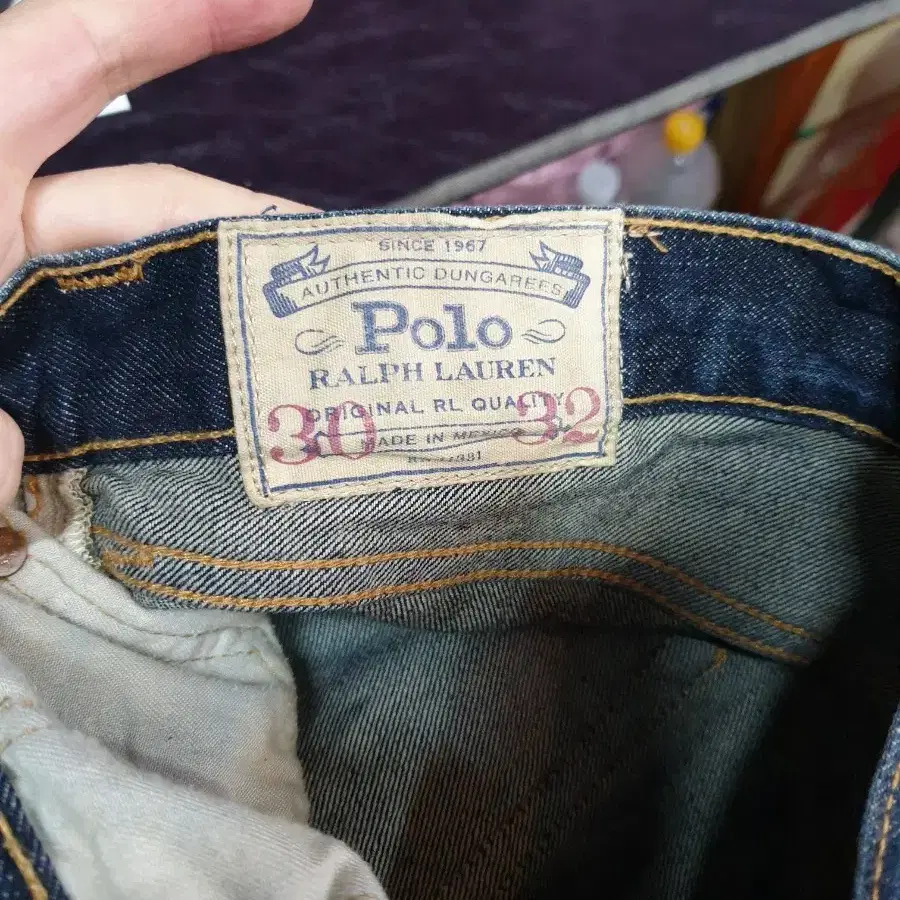 SINCE 1967
AUTHENTIC DUNGAREES
Polo
RALPH LAUREN
ORIGINAL RL QUALITY
30 32
MADE IN MEXICO